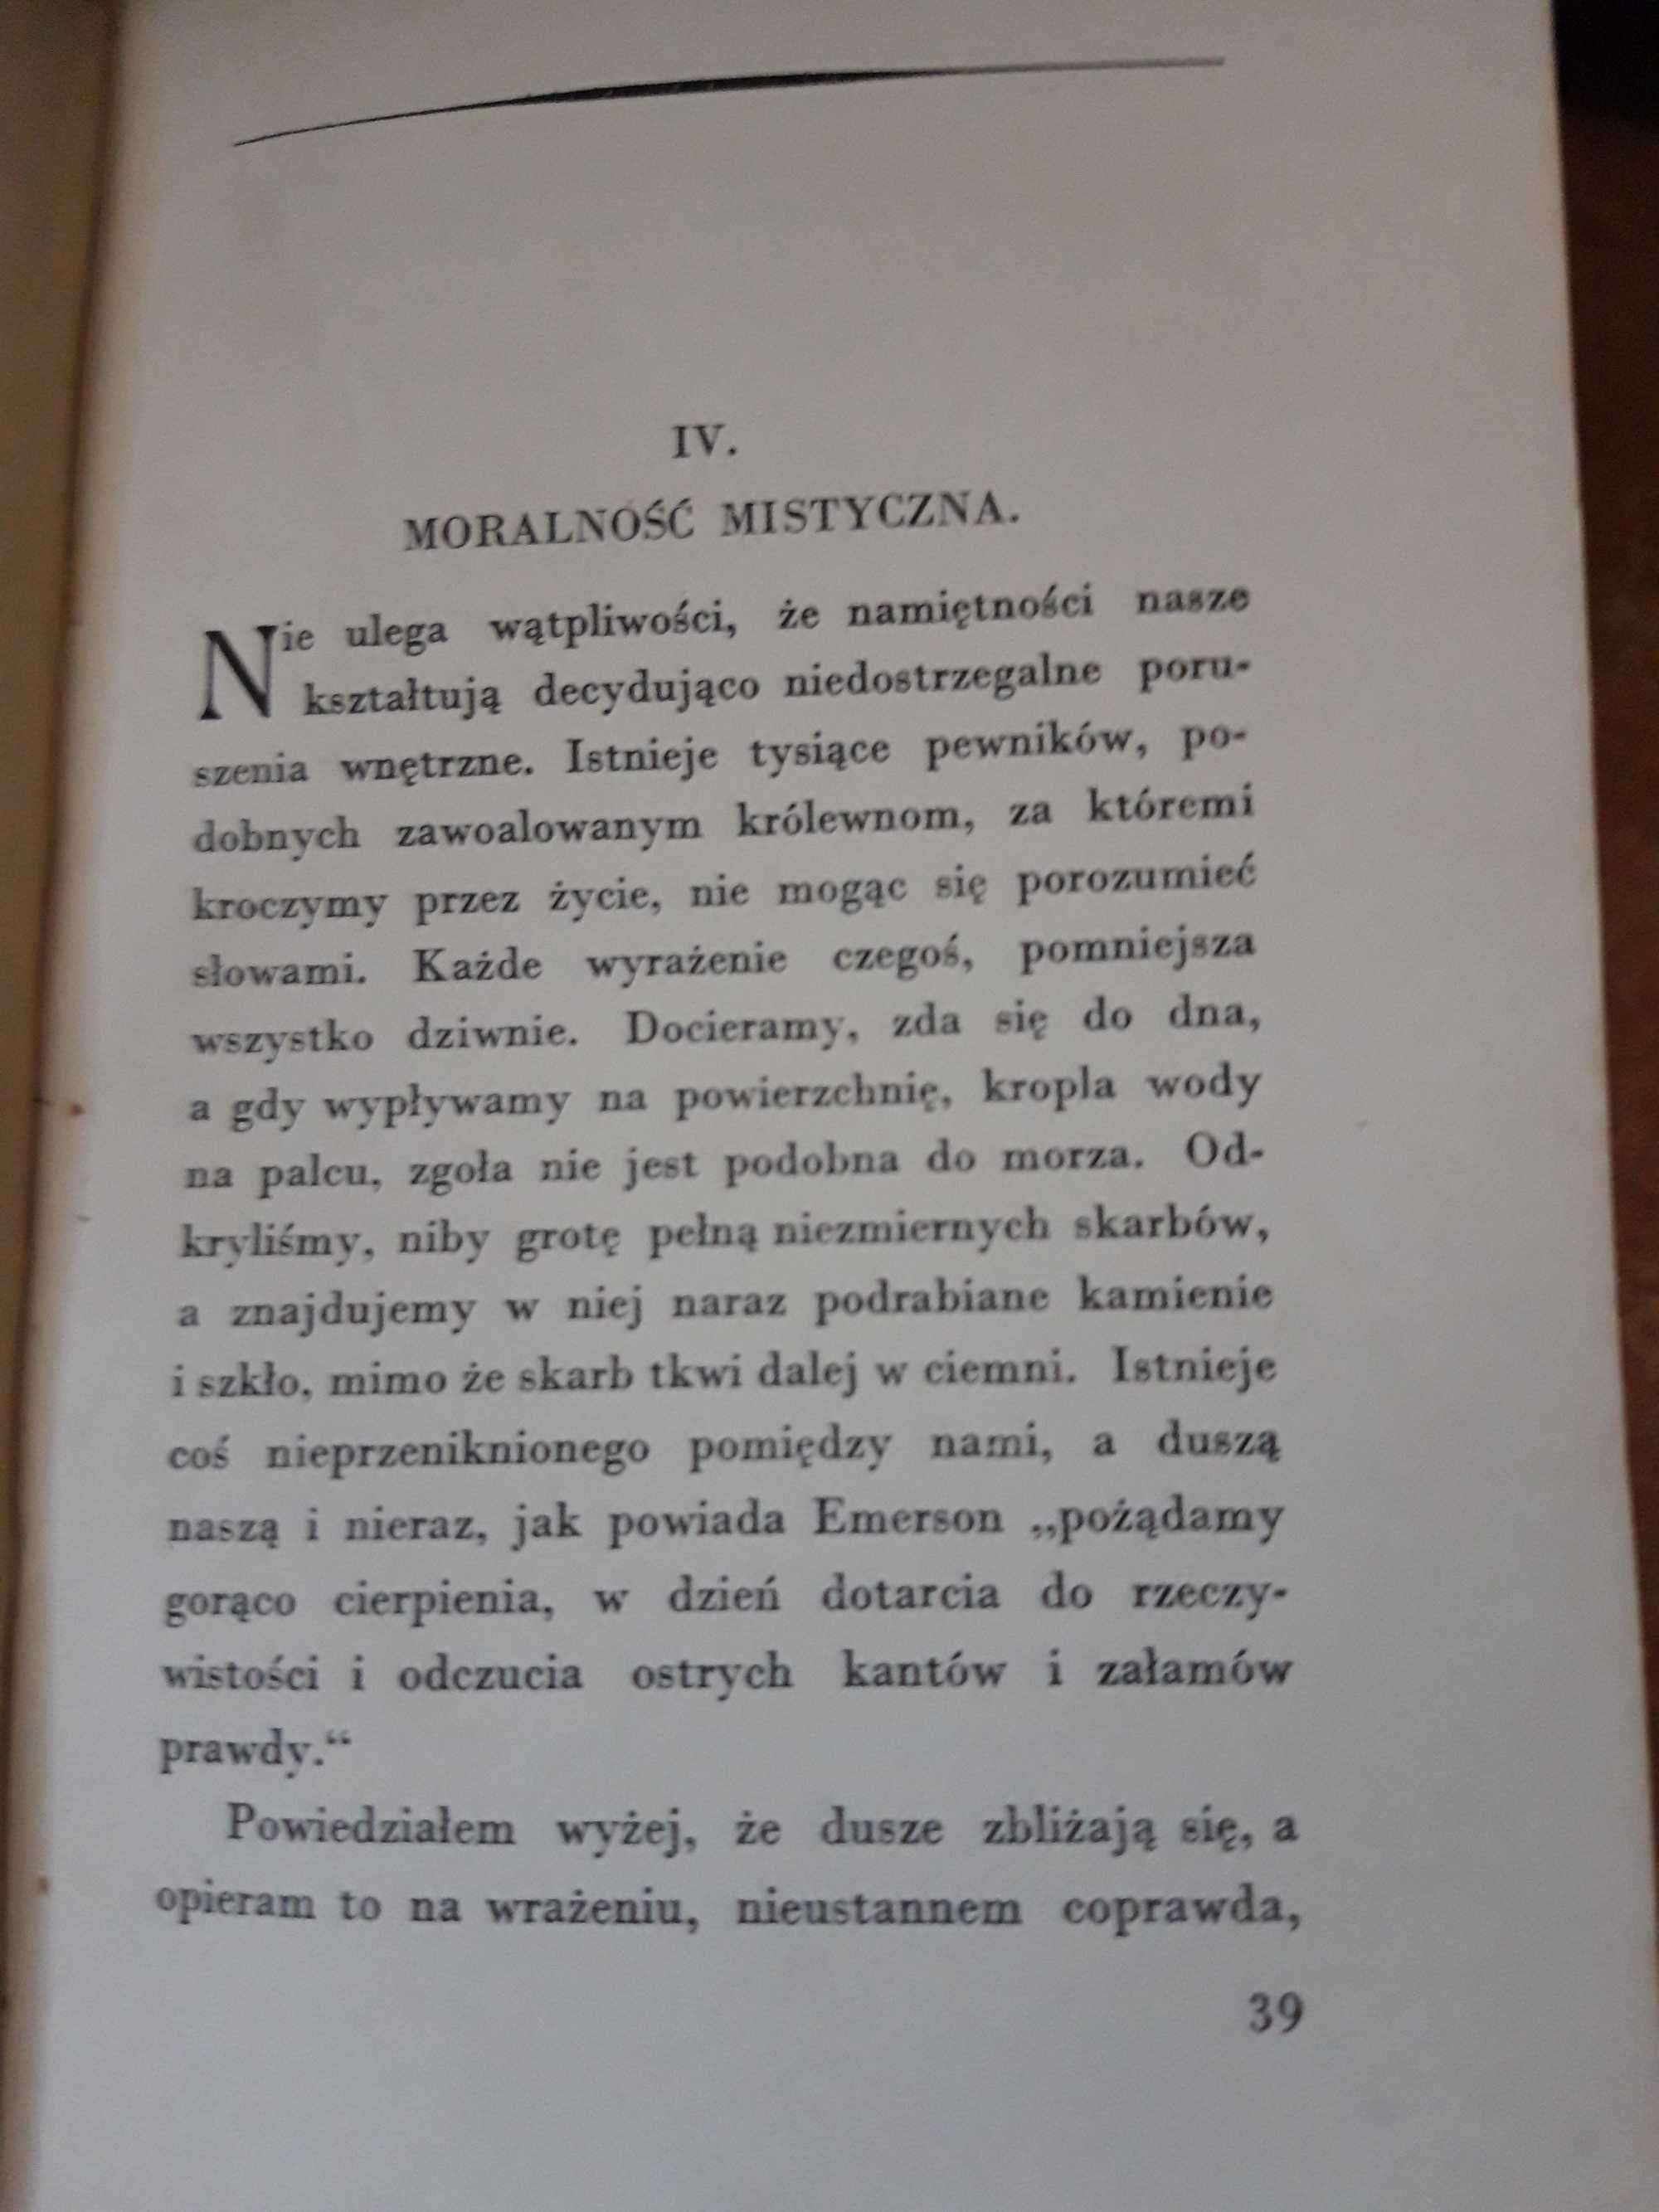 IV.
MORALNOŚĆ MISTYCZNA.
Nie ulega wątpliwości, że namiętności nasze
kształtują decydująco niedostrzegalne poru-
szenia wnętrzne. Istnieje tysiące pewników, po-
dobnych zawoalowanym królewnom, za któremi
kroczymy przez życie, nie mogąc się porozumieć
słowami. Każde wyrażenie czegoś, pomniejsza
wszystko dziwnie. Docieramy, zda się do dna,
a gdy wypływamy na powierzchnię, kropla wody
na palcu, zgoła nie jest podobna do morza. Od-
kryliśmy, niby grotę pełną niezmiernych skarbów,
a znajdujemy w niej naraz podrabiane kamienie
i szkło, mimo że skarb tkwi dalej w ciemni. Istnieje
coś nieprzeniknionego pomiędzy nami, a duszą
naszą i nieraz, jak powiada Emerson „pożądamy
gorąco cierpienia, w dzień dotarcia do rzeczy-
wistości i odczucia ostrych kantów i załamów
prawdy.“
Powiedziałem wyżej, że dusze zbliżają się, a
opieram to na wrażeniu, nieustannem coprawda,
39